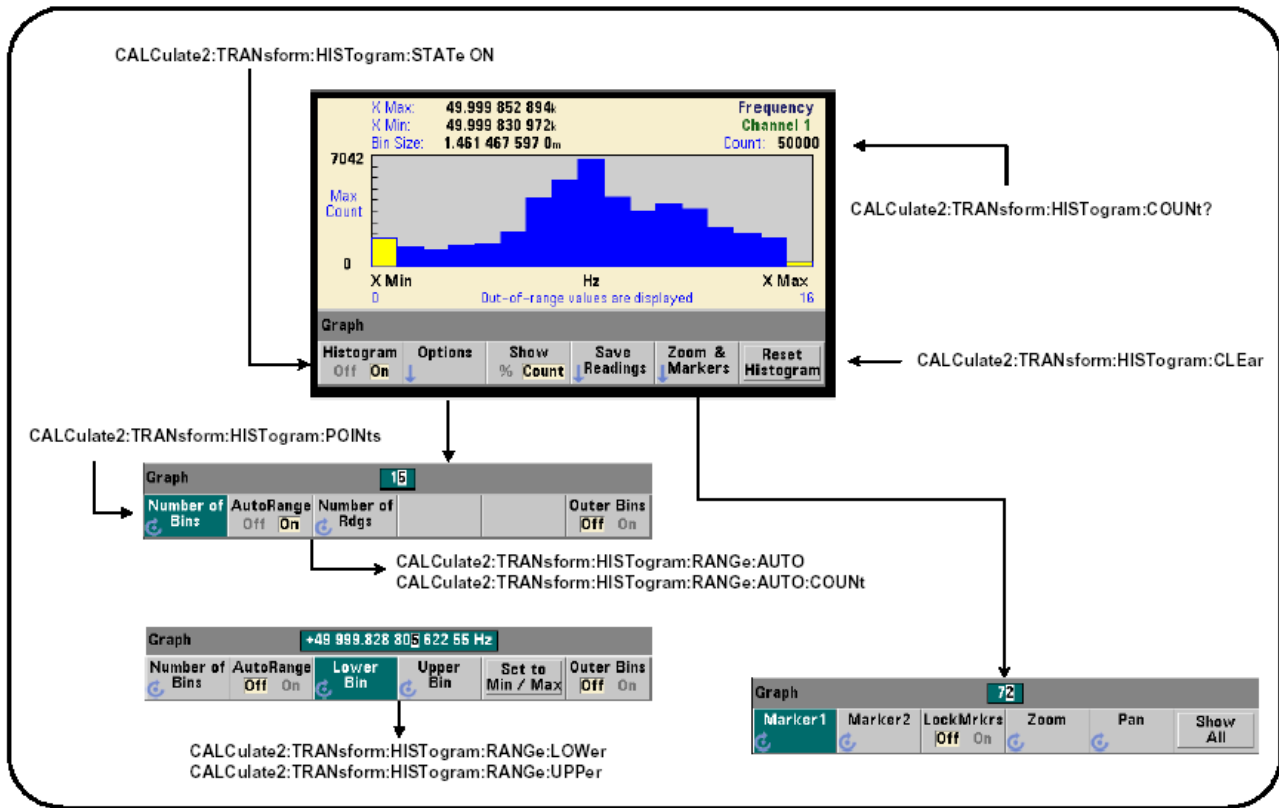 CALCulate2:TRANsform:HISTogram:STATe ON
X Max: 49.999 852 894k Frequency
X Min: 49.999 830 972k Channel 1
Bin Size: 1.461 467 597 0m Count: 50000
7042
Max
Count
0
X Min Hz X Max
0 Out-of-range values are displayed 16
Graph
Histogram Off On Options Show % Count Save Readings Zoom & Markers Reset Histogram
CALCulate2:TRANsform:HISTogram:COUNt?
CALCulate2:TRANsform:HISTogram:CLEar
CALCulate2:TRANsform:HISTogram:POINts
Graph 15
Number of Bins AutoRange Off On Number of Rdgs Outer Bins Off On
CALCulate2:TRANsform:HISTogram:RANGe:AUTO
CALCulate2:TRANsform:HISTogram:RANGe:AUTO:COUNt
Graph +49 999.828 805 622 55 Hz
Number of Bins AutoRange Off On Lower Bin Upper Bin Set to Min / Max Outer Bins Off On
CALCulate2:TRANsform:HISTogram:RANGe:LOWer
CALCulate2:TRANsform:HISTogram:RANGe:UPPer
Graph 72
Marker1 Marker2 LockMrkrs Off On Zoom Pan Show All